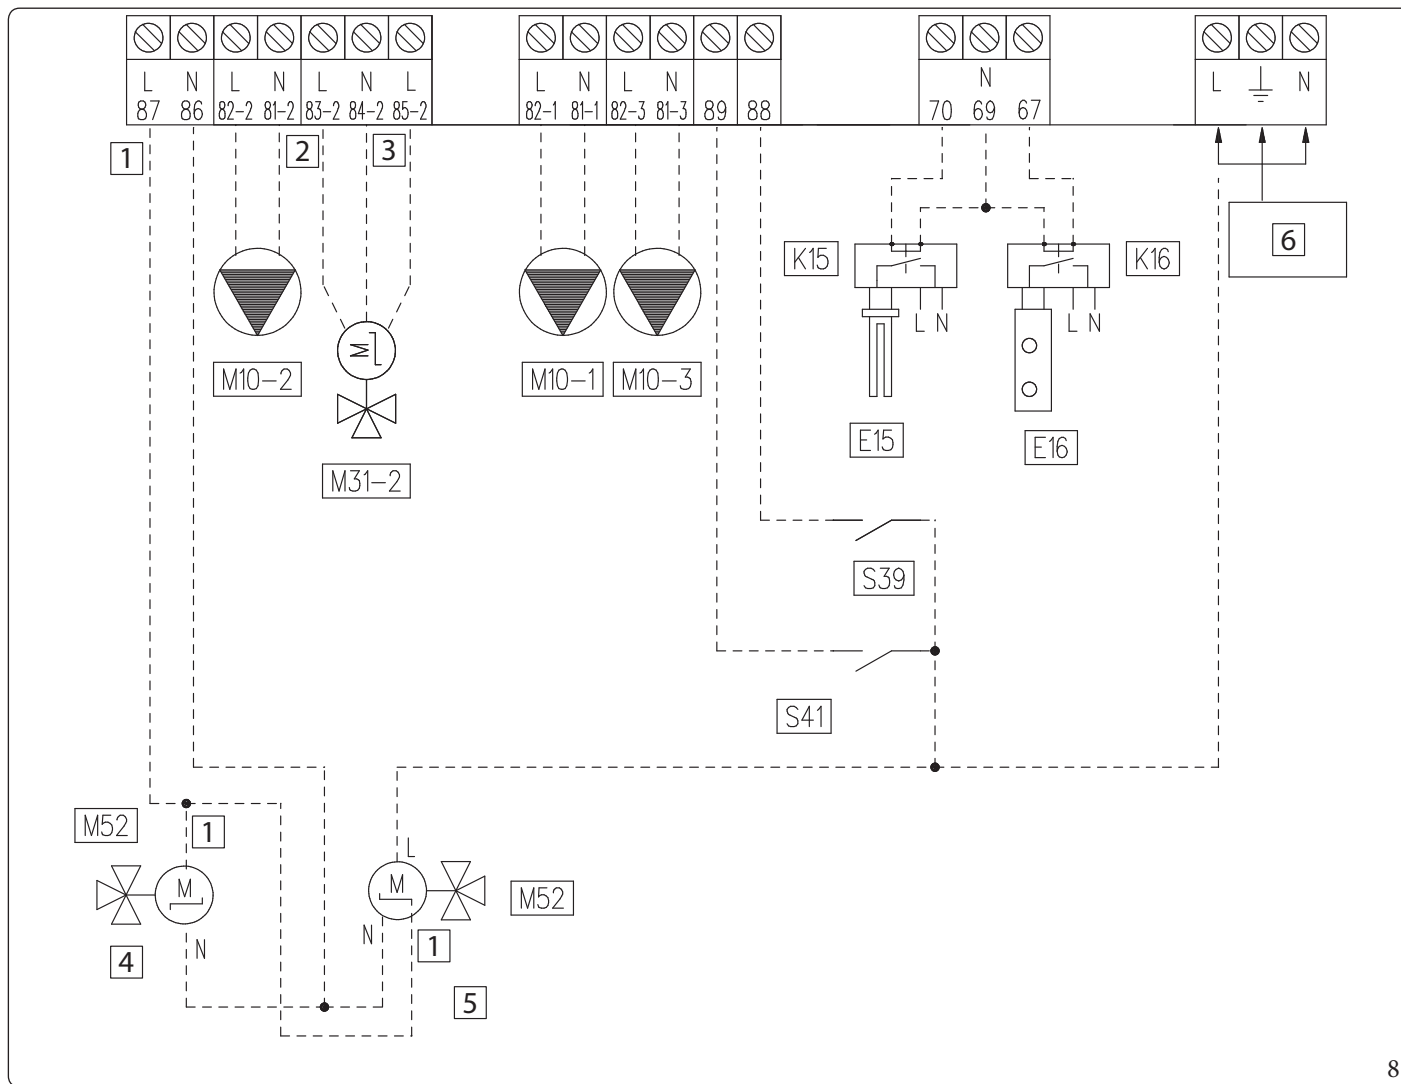 L N L N L N L
87 86 82-2 81-2 83-2 84-2 85-2
L N L N
82-1 81-1 82-3 81-3 89 88
N
70 69 67
L N
1
2
3
6
K15
K16
L N
L N
M10-2
M
M10-1
M10-3
E15
E16
M31-2
S39
S41
M52
1
L
M
M
M52
N
N
1
4
5
8